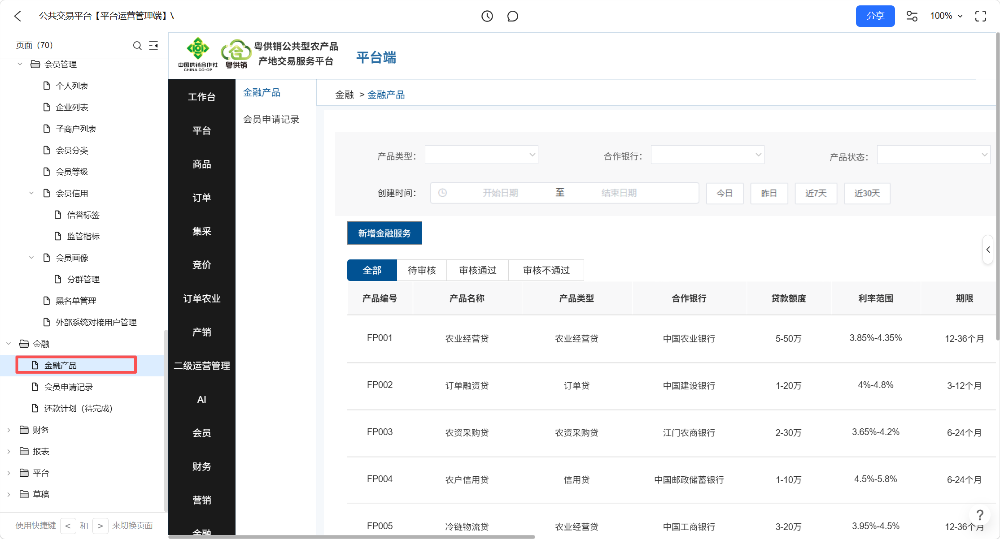 公共交易平台【平台运营管理端】\
分享
100%
页面（70）
会员管理
个人列表
企业列表
子商户列表
会员分类
会员等级
会员信用
信誉标签
监管指标
会员画像
分群管理
黑名单管理
外部系统对接用户管理
金融
金融产品
会员申请记录
还款计划（待完成）
财务
报表
平台
草稿
使用快捷键 < 和 > 来切换页面
中国供销合作社
CHINA CO-OP
粤供销
粤供销公共型农产品
产地交易服务平台
平台端
工作台
平台
商品
订单
集采
竞价
订单农业
产销
二级运营管理
AI
会员
财务
营销
金融
金融产品
会员申请记录
金融 > 金融产品
产品类型： 合作银行： 产品状态：
创建时间： 开始日期 至 结束日期 今日 昨日 近7天 近30天
新增金融服务
全部 待审核 审核通过 审核不通过
产品编号 产品名称 产品类型 合作银行 贷款额度 利率范围 期限
FP001 农业经营贷 农业经营贷 中国农业银行 5-50万 3.85%-4.35% 12-36个月
FP002 订单融资贷 订单贷 中国建设银行 1-20万 4%-4.8% 3-12个月
FP003 农资采购贷 农资采购贷 江门农商银行 2-30万 3.65%-4.2% 6-24个月
FP004 农户信用贷 信用贷 中国邮政储蓄银行 1-10万 4.5%-5.8% 6-24个月
FP005 冷链物流贷 农业经营贷 中国工商银行 3-20万 3.95%-4.5% 12-36个月
?